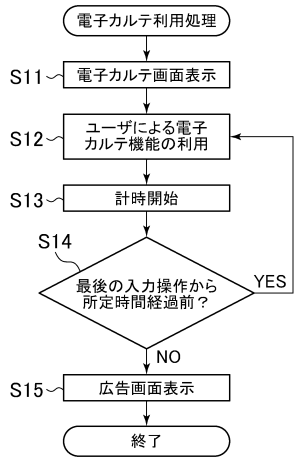 電子カルテ利用処理
S11
電子カルテ画面表示
S12
ユーザによる電子
カルテ機能の利用
S13
計時開始
S14
最後の入力操作から
所定時間経過前？
YES
NO
S15
広告画面表示
終了